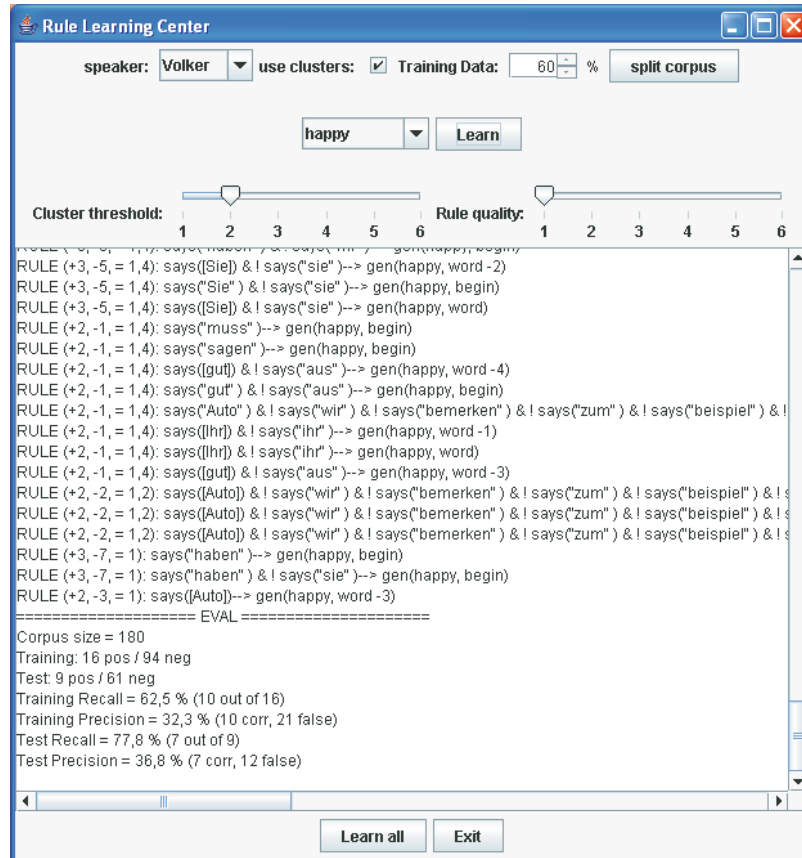 Rule Learning Center
speaker: Volker use clusters: Training Data: 60 % split corpus
happy Learn
Cluster threshold: 1 2 3 4 5 6 Rule quality: 1 2 3 4 5 6
RULE (+3, -5, = 1,4): says([Sie]) & ! says("sie" )--> gen(happy, word -2)
RULE (+3, -5, = 1,4): says("Sie" ) & ! says("sie" )--> gen(happy, begin)
RULE (+3, -5, = 1,4): says([Sie]) & ! says("sie" )--> gen(happy, word)
RULE (+2, -1, = 1,4): says("muss" )--> gen(happy, begin)
RULE (+2, -1, = 1,4): says("sagen" )--> gen(happy, begin)
RULE (+2, -1, = 1,4): says([gut]) & ! says("aus" )--> gen(happy, word -4)
RULE (+2, -1, = 1,4): says("gut" ) & ! says("aus" )--> gen(happy, begin)
RULE (+2, -1, = 1,4): says("Auto" ) & ! says("wir" ) & ! says("bemerken" ) & ! says("zum" ) & ! says("beispiel" ) & !
RULE (+2, -1, = 1,4): says([Ihr]) & ! says("ihr" )--> gen(happy, word -1)
RULE (+2, -1, = 1,4): says([Ihr]) & ! says("ihr" )--> gen(happy, word)
RULE (+2, -1, = 1,4): says([gut]) & ! says("aus" )--> gen(happy, word -3)
RULE (+2, -2, = 1,2): says([Auto]) & ! says("wir" ) & ! says("bemerken" ) & ! says("zum" ) & ! says("beispiel" ) & ! s
RULE (+2, -2, = 1,2): says([Auto]) & ! says("wir" ) & ! says("bemerken" ) & ! says("zum" ) & ! says("beispiel" ) & ! s
RULE (+2, -2, = 1,2): says([Auto]) & ! says("wir" ) & ! says("bemerken" ) & ! says("zum" ) & ! says("beispiel" ) & ! s
RULE (+3, -7, = 1): says("haben" )--> gen(happy, begin)
RULE (+3, -7, = 1): says("haben" ) & ! says("sie" )--> gen(happy, begin)
RULE (+2, -3, = 1): says([Auto])--> gen(happy, word -3)
==================== EVAL =====================
Corpus size = 180
Training: 16 pos / 94 neg
Test: 9 pos / 61 neg
Training Recall = 62,5 % (10 out of 16)
Training Precision = 32,3 % (10 corr, 21 false)
Test Recall = 77,8 % (7 out of 9)
Test Precision = 36,8 % (7 corr, 12 false)
Learn all Exit